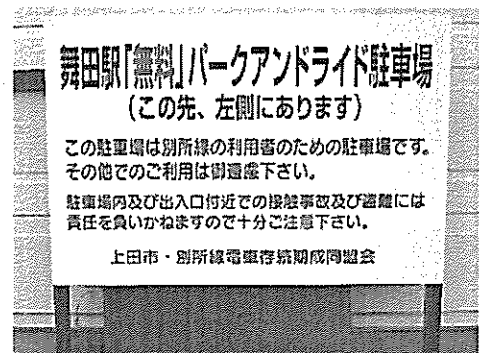 舞田駅「無料」パークアンドライド駐車場
(この先、左側にあります)
この駐車場は別所線の利用者のための駐車場です。
その他でのご利用は御遠慮下さい。
駐車場内及び出入口付近での接触事故及び盗難には
責任を負いかねますので十分ご注意下さい。
上田市・別所線電車存続期成同盟会